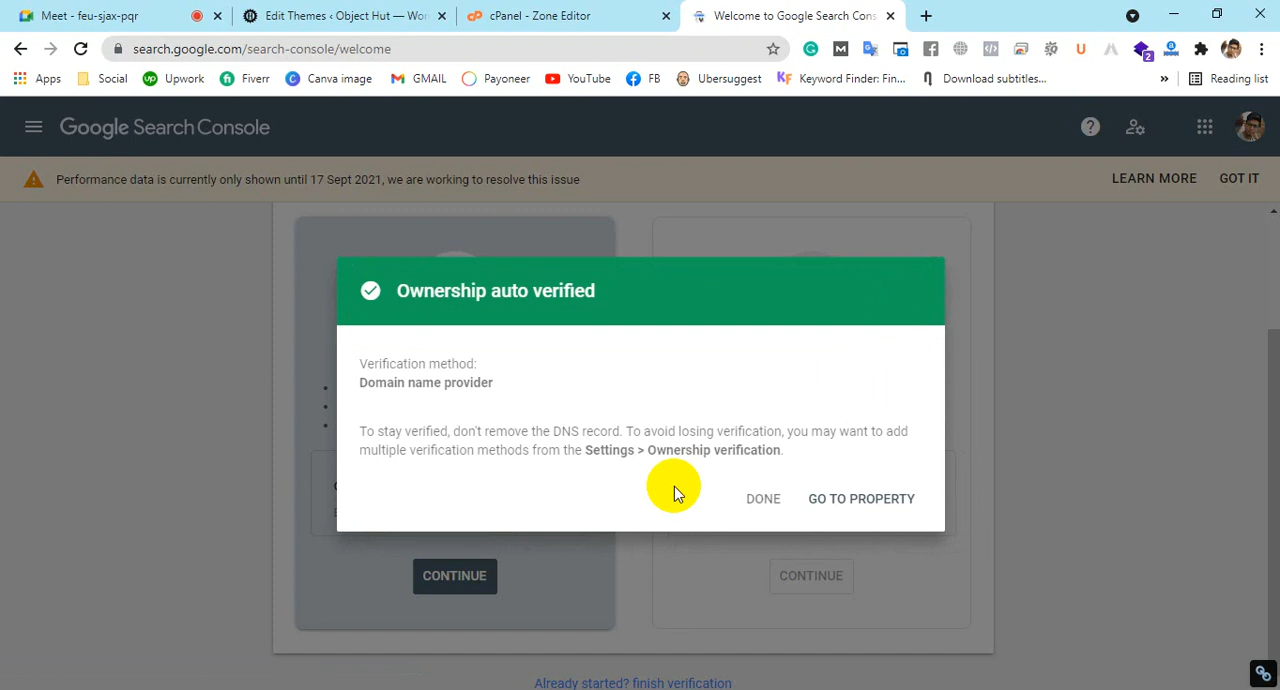 Meet - feu-sjax-pqr
Edit Themes ‹ Object Hut — Wor
cPanel - Zone Editor
Welcome to Google Search Cons
search.google.com/search-console/welcome
2
Apps
Social
Upwork
Fiverr
Canva image
GMAIL
Payoneer
YouTube
FB
Ubersuggest
Keyword Finder: Fin...
Download subtitles...
»
Reading list
Google Search Console
Performance data is currently only shown until 17 Sept 2021, we are working to resolve this issue
LEARN MORE
GOT IT
Ownership auto verified
Verification method:
Domain name provider
To stay verified, don't remove the DNS record. To avoid losing verification, you may want to add
multiple verification methods from the Settings > Ownership verification.
DONE
GO TO PROPERTY
CONTINUE
CONTINUE
Already started? finish verification